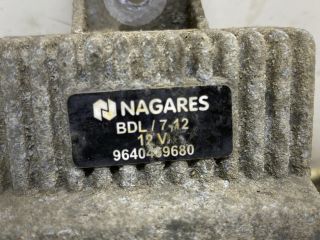 NAGARES
BDL / 7-12
12 V.
9640469680